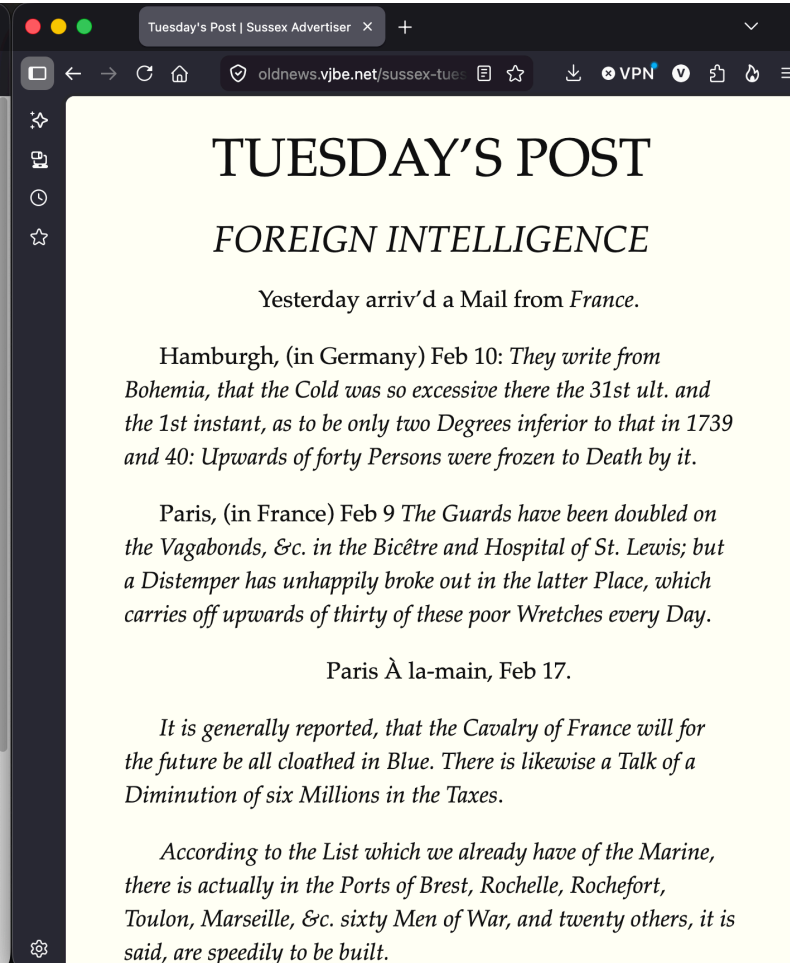 Tuesday's Post | Sussex Advertiser
oldnews.vjbe.net/sussex-tues
VPN
V
TUESDAY’S POST
FOREIGN INTELLIGENCE
Yesterday arriv’d a Mail from France.
Hamburgh, (in Germany) Feb 10: They write from
Bohemia, that the Cold was so excessive there the 31st ult. and
the 1st instant, as to be only two Degrees inferior to that in 1739
and 40: Upwards of forty Persons were frozen to Death by it.
Paris, (in France) Feb 9 The Guards have been doubled on
the Vagabonds, &c. in the Bicêtre and Hospital of St. Lewis; but
a Distemper has unhappily broke out in the latter Place, which
carries off upwards of thirty of these poor Wretches every Day.
Paris À la-main, Feb 17.
It is generally reported, that the Cavalry of France will for
the future be all cloathed in Blue. There is likewise a Talk of a
Diminution of six Millions in the Taxes.
According to the List which we already have of the Marine,
there is actually in the Ports of Brest, Rochelle, Rochefort,
Toulon, Marseille, &c. sixty Men of War, and twenty others, it is
said, are speedily to be built.